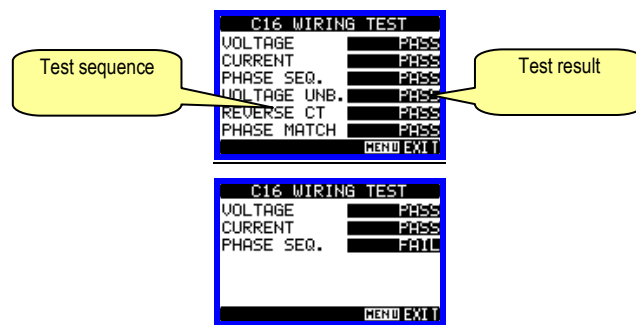 C16 WIRING TEST
VOLTAGE PASS
CURRENT PASS
PHASE SEQ. PASS
VOLTAGE UNB. PASS
REVERSE CT PASS
PHASE MATCH PASS
MENU EXIT
Test sequence
Test result
C16 WIRING TEST
VOLTAGE PASS
CURRENT PASS
PHASE SEQ. FAIL
MENU EXIT